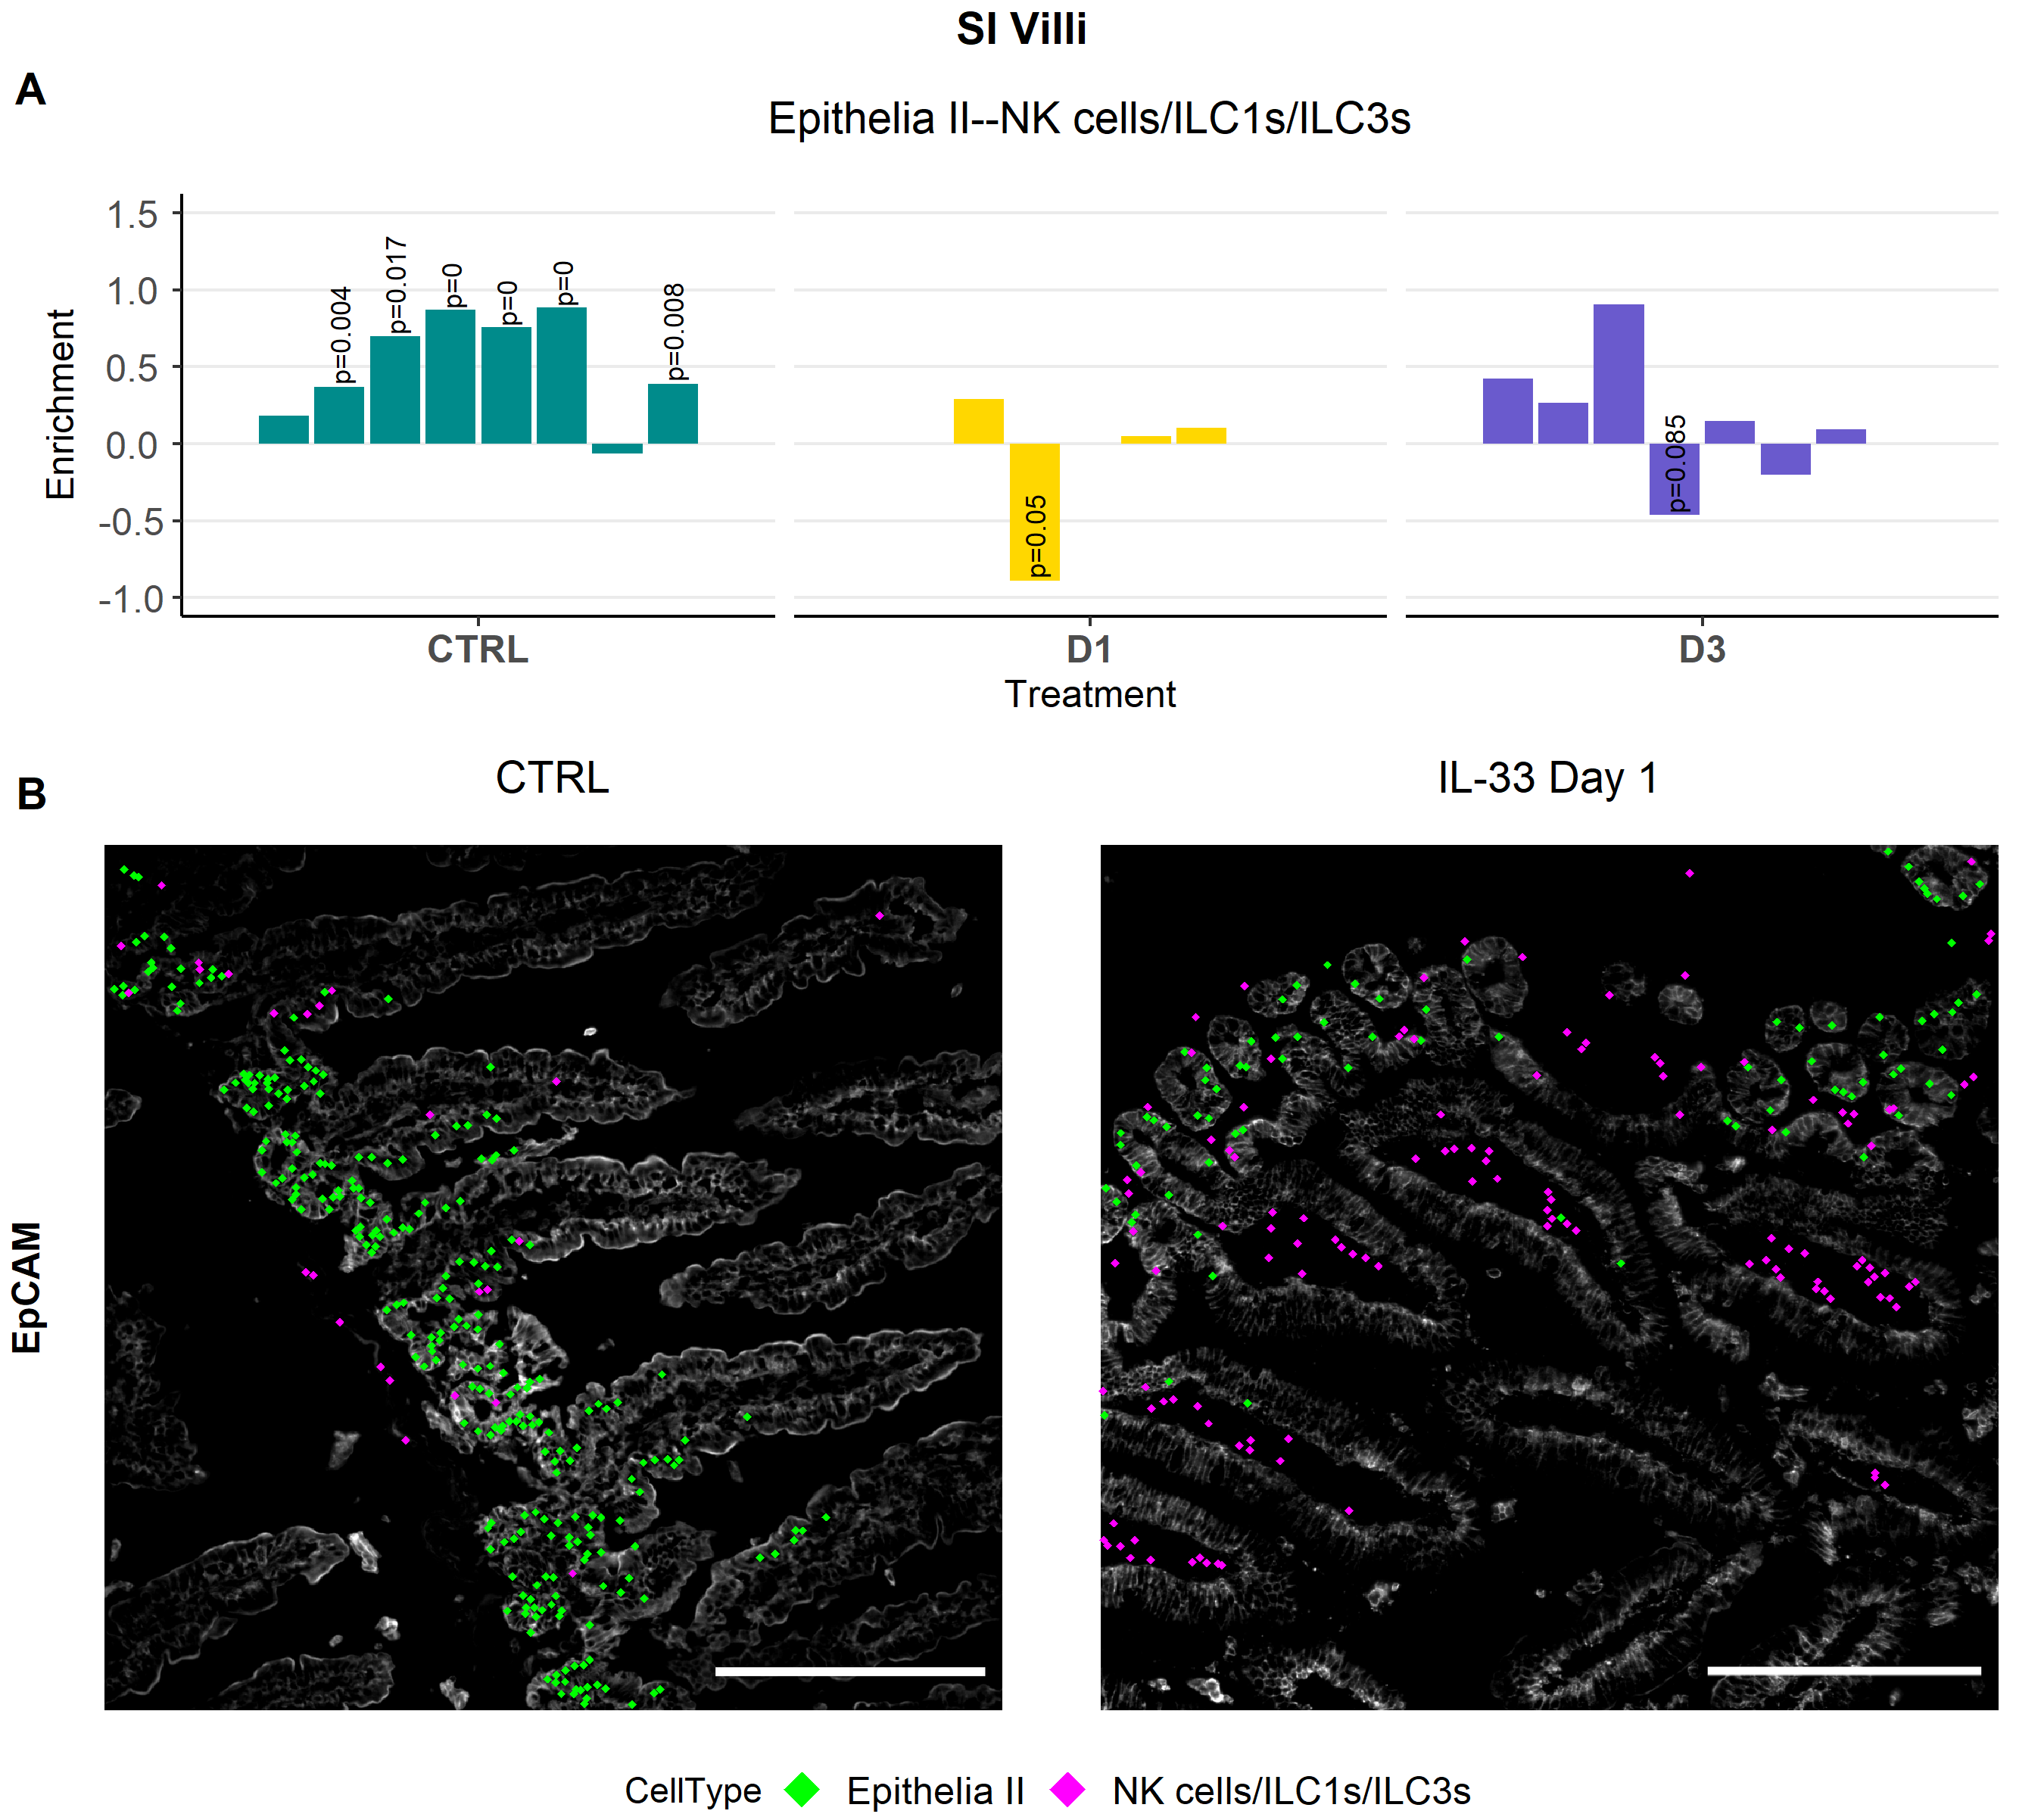 SI Villi
A
Epithelia II--NK cells/ILC1s/ILC3s
Enrichment
1.5
1.0
0.5
0.0
-0.5
-1.0
p=0.004
p=0.017
p=0
p=0
p=0
p=0.008
p=0.05
p=0.085
CTRL
D1
D3
Treatment
B
CTRL
IL-33 Day 1
EpCAM
CellType
Epithelia II
NK cells/ILC1s/ILC3s